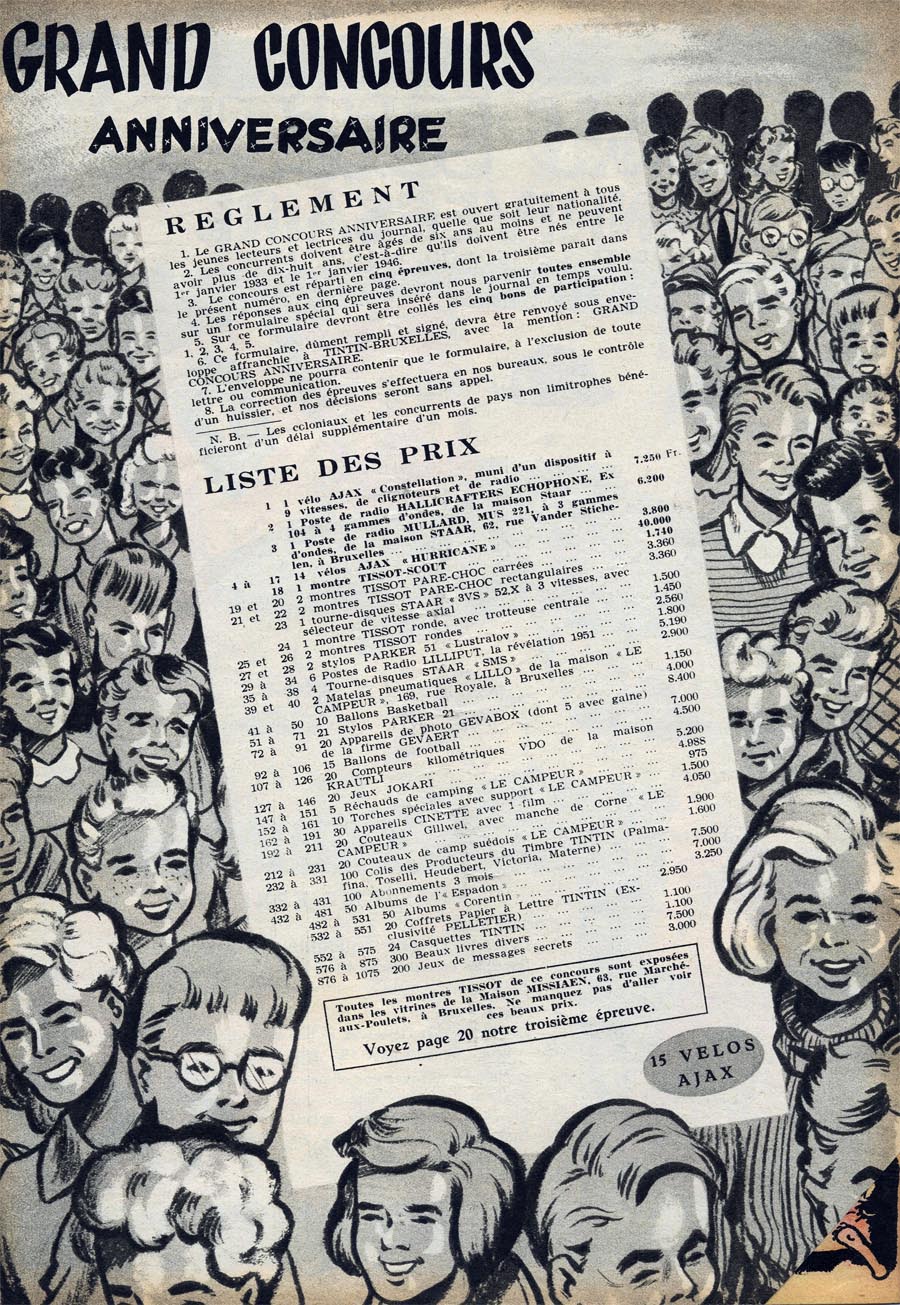 GRAND CONCOURS
ANNIVERSAIRE
REGLEMENT
1. Le GRAND CONCOURS ANNIVERSAIRE est ouvert gratuitement à tous
les jeunes lecteurs et lectrices du journal, quelle que soit leur nationalité.
2. Les concurrents doivent être âgés de six ans au moins et ne peuvent
avoir plus de dix-huit ans, c'est-à-dire qu'ils doivent être nés entre le
1er janvier 1933 et le 1er janvier 1946.
3. Le concours est réparti en cinq épreuves, dont la troisième paraît dans
le présent numéro, en dernière page.
4. Les réponses aux cinq épreuves devront nous parvenir toutes ensemble
sur un formulaire spécial qui sera inséré dans le journal en temps voulu.
5. Sur ce formulaire devront être collés les cinq bons de participation :
1, 2, 3, 4, 5.
6. Ce formulaire, dûment rempli et signé, devra être renvoyé sous enve-
loppe affranchie à TINTIN-BRUXELLES, avec la mention : GRAND
CONCOURS ANNIVERSAIRE.
7. L'enveloppe ne pourra contenir que le formulaire, à l'exclusion de toute
lettre ou communication.
8. La correction des épreuves s'effectuera en nos bureaux, sous le contrôle
d'un huissier, et nos décisions seront sans appel.
N. B. — Les coloniaux et les concurrents de pays non limitrophes béné-
ficieront d'un délai supplémentaire d'un mois.
LISTE DES PRIX
1 1 vélo AJAX « Constellation », muni d'un dispositif à
9 vitesses, de clignoteurs et de radio ... 7.250 Fr.
2 1 Poste de radio HALLICRAFTERS ECHOPHONE, Ex
104 à 4 gammes d'ondes, de la maison Staar ... 6.200
3 1 Poste de radio MULLARD, MUS 221, à 3 gammes
d'ondes, de la maison STAAR, 62, rue Vander Stiche-
len, à Bruxelles ... 3.800
4 à 17 14 vélos AJAX « HURRICANE » ... 40.000
18 1 montre TISSOT-SCOUT ... 1.740
19 et 20 2 montres TISSOT PARE-CHOC carrées ... 3.360
21 et 22 2 montres TISSOT PARE-CHOC rectangulaires ... 3.360
23 1 tourne-disques STAAR « 3VS » 52.X à 3 vitesses, avec
sélecteur de vitesse axial ... 1.500
24 1 montre TISSOT ronde, avec trotteuse centrale ... 1.450
25 et 26 2 montres TISSOT rondes ... 2.560
27 et 28 2 stylos PARKER 51 « Lustraloy » ... 1.800
29 à 34 6 Postes de Radio LILLIPUT, la révélation 1951 ... 5.190
35 à 38 4 Tourne-disques STAAR « SMS » ... 2.900
39 et 40 2 Matelas pneumatiques « LILLO » de la maison « LE
CAMPEUR », 169, rue Royale, à Bruxelles ... 1.150
41 à 50 10 Ballons Basketball ... 4.000
51 à 71 21 Stylos PARKER 21 ... 8.400
72 à 91 20 Appareils de photo GEVABOX (dont 5 avec gaine)
de la firme GEVAERT ... 7.000
92 à 106 15 Ballons de football ... 4.500
107 à 126 20 Compteurs kilométriques VDO de la maison
KRAUTLI ... 5.200
127 à 146 20 Jeux JOKARI ... 4.988
147 à 151 5 Réchauds de camping « LE CAMPEUR » ... 975
152 à 161 10 Torches spéciales avec support « LE CAMPEUR » ... 1.500
162 à 191 30 Appareils CINETTE avec 1 film ... 4.050
192 à 211 20 Couteaux Gillwel, avec manche de Corne « LE
CAMPEUR » ... 1.900
212 à 231 20 Couteaux de camp suédois « LE CAMPEUR » ... 1.600
232 à 331 100 Colis des Producteurs du Timbre TINTIN (Palma-
fina, Toselli, Heudebert, Victoria, Materne) ... 7.500
332 à 431 100 Abonnements 3 mois ... 7.000
432 à 481 50 Albums de l'« Espadon » ... 3.250
482 à 531 50 Albums « Corentin » ... 2.950
532 à 551 20 Coffrets Papier à Lettre TINTIN (Ex-
clusivité PELLETIER) ... 1.100
552 à 575 24 Casquettes TINTIN ... 1.100
576 à 875 300 Beaux livres divers ... 7.500
876 à 1075 200 Jeux de messages secrets ... 3.000
Toutes les montres TISSOT de ce concours sont exposées
dans les vitrines de la Maison MISSIAEN, 63, rue Marché-
aux-Poulets, à Bruxelles. Ne manquez pas d'aller voir
ces beaux prix.
Voyez page 20 notre troisième épreuve.
15 VELOS
AJAX